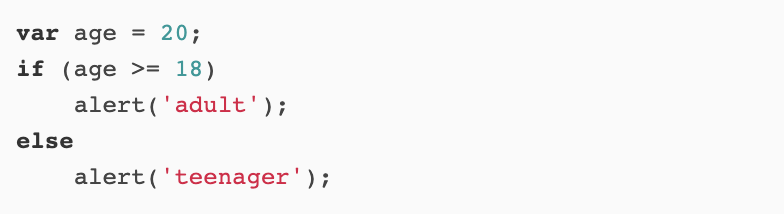 var age = 20;
if (age >= 18)
    alert('adult');
else
    alert('teenager');